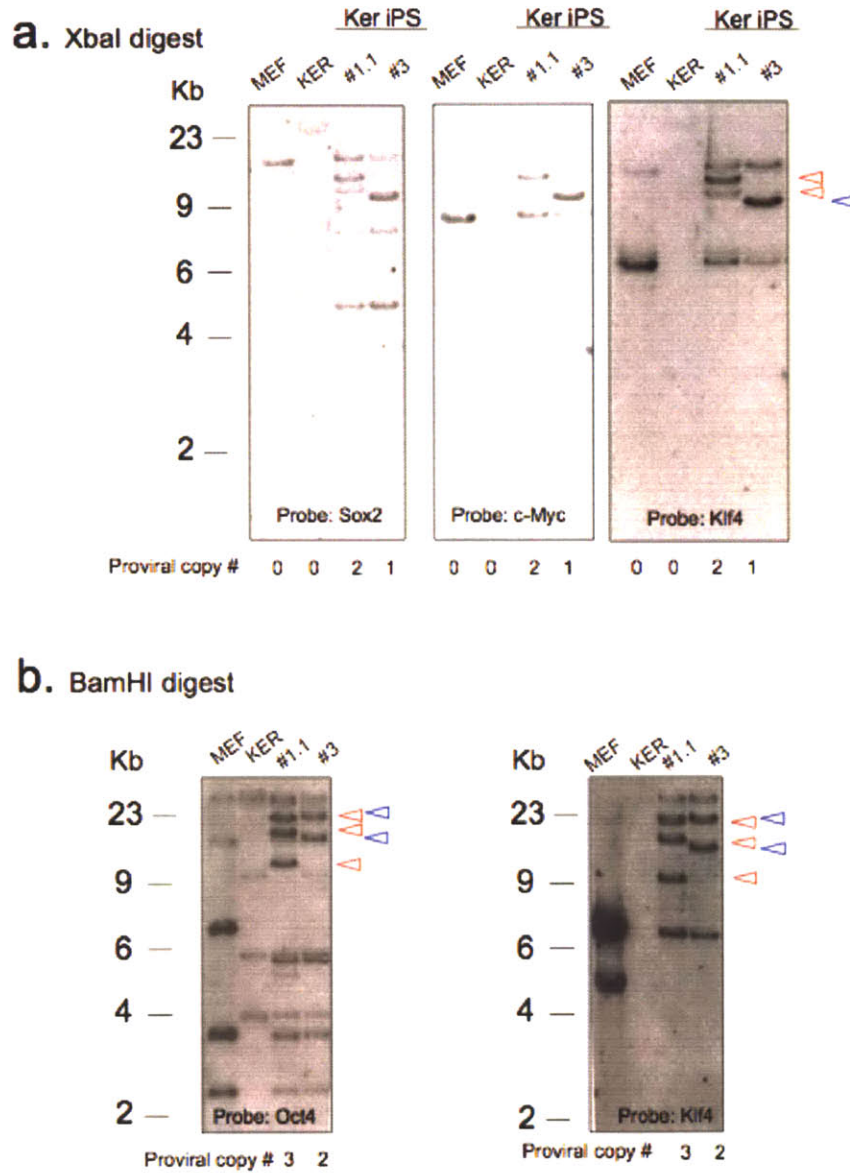 a. XbaI digest
Ker iPS Ker iPS Ker iPS
MEF KER #1.1 #3 MEF KER #1.1 #3 MEF KER #1.1 #3
Kb
23
9
6
4
2
Probe: Sox2 Probe: c-Myc Probe: Klf4
Proviral copy # 0 0 2 1 0 0 2 1 0 0 2 1
b. BamHI digest
MEF KER #1.1 #3 MEF KER #1.1 #3
Kb Kb
23 23
9 9
6 6
4 4
2 2
Probe: Oct4 Probe: Klf4
Proviral copy # 3 2 Proviral copy # 3 2